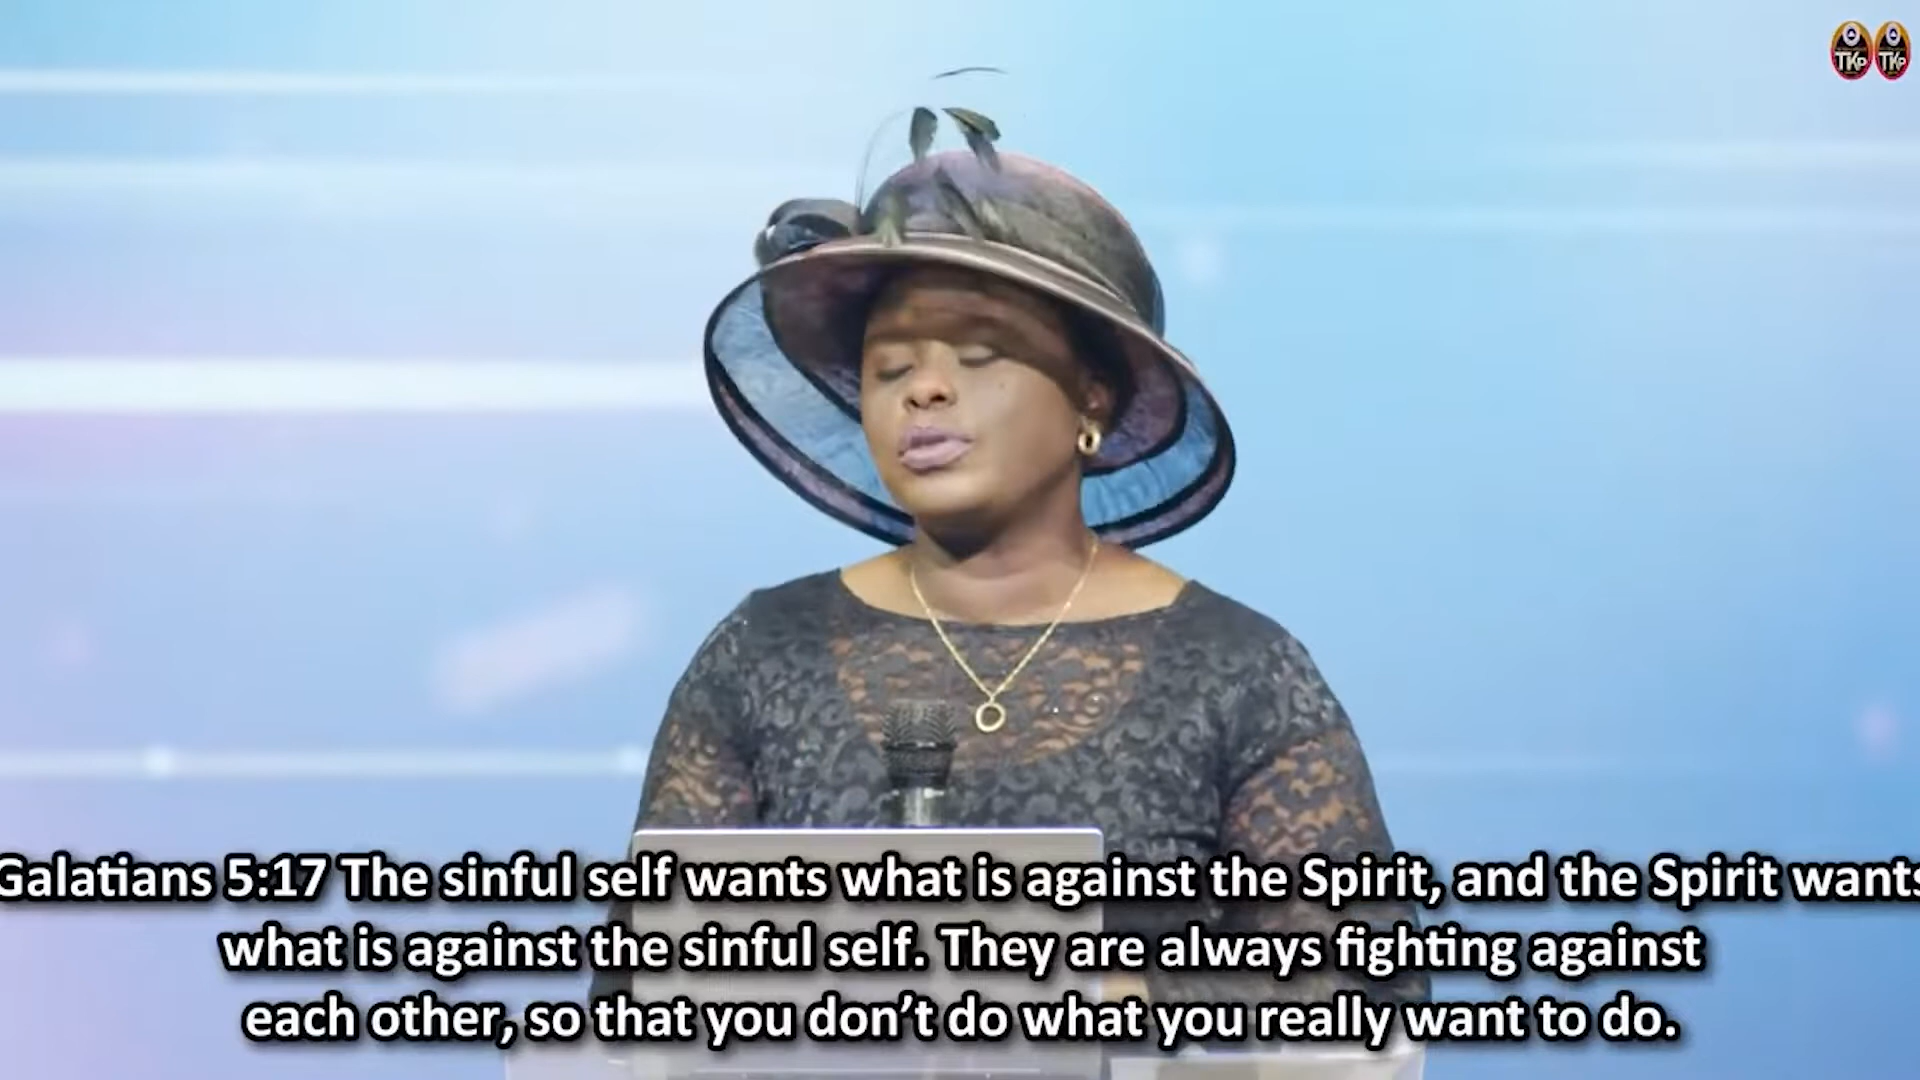 TKP TKP
Galatians 5:17 The sinful self wants what is against the Spirit, and the Spirit wants
what is against the sinful self. They are always fighting against
each other, so that you don’t do what you really want to do.